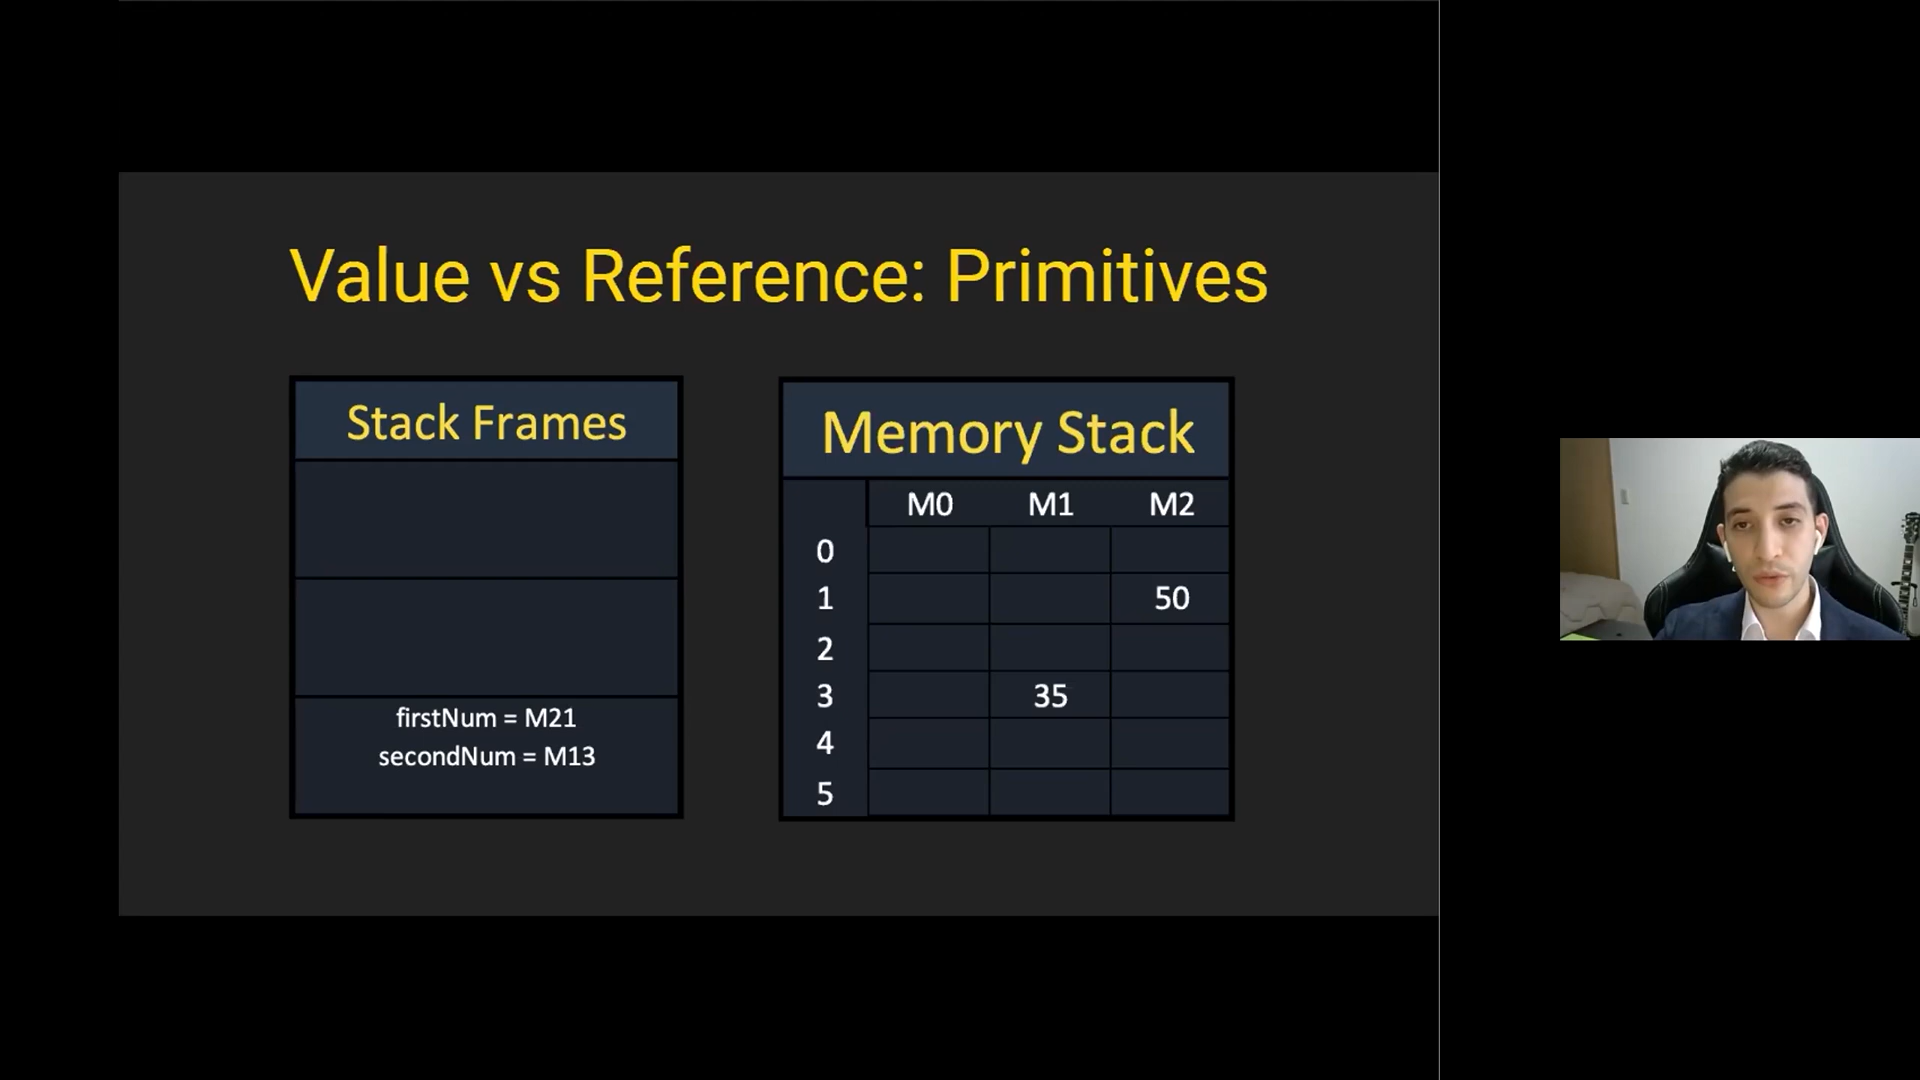 Value vs Reference: Primitives
Stack Frames
firstNum = M21
secondNum = M13
Memory Stack
M0 M1 M2
0
1 50
2
3 35
4
5